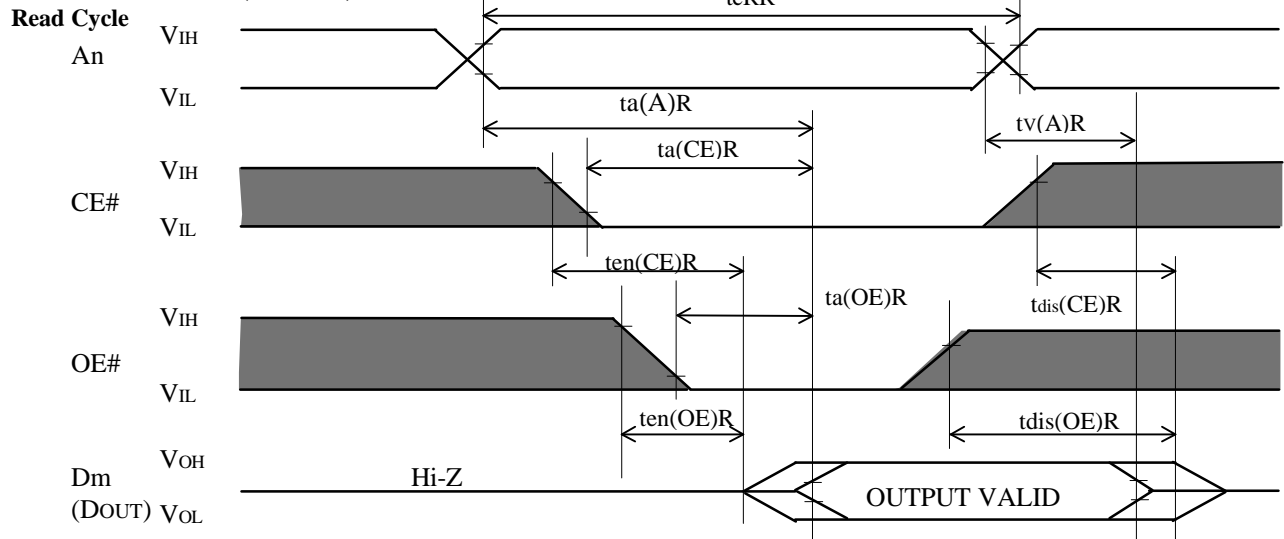 Read Cycle
tcRR
An
VIH
VIL
ta(A)R
tV(A)R
ta(CE)R
CE#
VIH
VIL
ten(CE)R
tdis(CE)R
ta(OE)R
OE#
VIH
VIL
ten(OE)R
tdis(OE)R
Dm
(DOUT)
VOH
VOL
Hi-Z
OUTPUT VALID